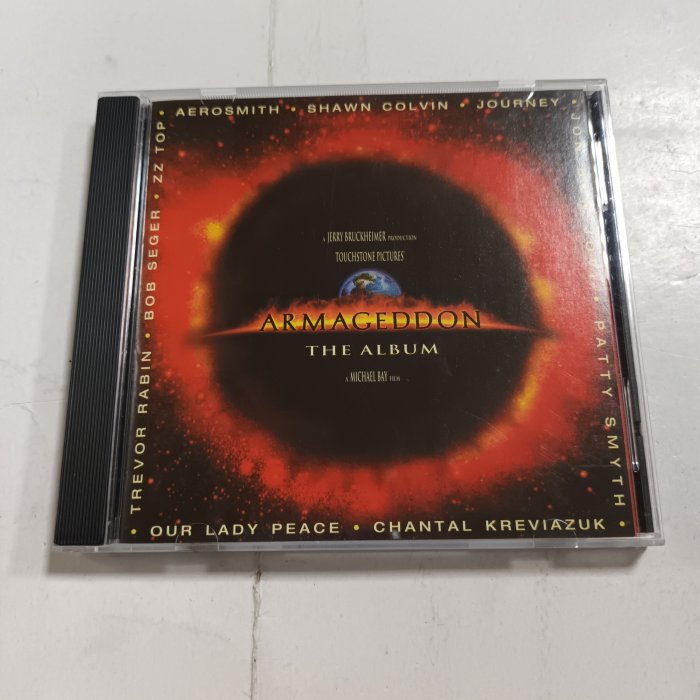 • AEROSMITH • SHAWN COLVIN • JOURNEY •
• PATTY SMYTH •
• OUR LADY PEACE • CHANTAL KREVIAZUK •
TREVOR RABIN • BOB SEGER • ZZ TOP •
A JERRY BRUCKHEIMER PRODUCTION
TOUCHSTONE PICTURES
ARMAGEDDON
THE ALBUM
A MICHAEL BAY FILM